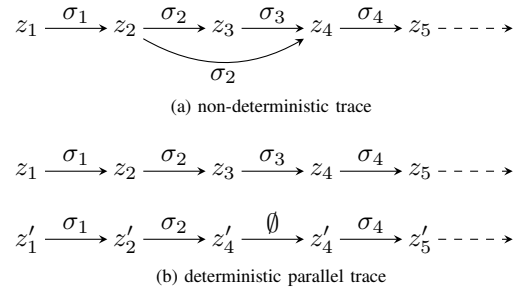 σ₁ σ₂ σ₃ σ₄
z₁ z₂ z₃ z₄ z₅
σ₂
(a) non-deterministic trace
σ₁ σ₂ σ₃ σ₄
z₁ z₂ z₃ z₄ z₅
σ₁ σ₂ ∅ σ₄
z′₁ z′₂ z′₄ z′₄ z′₅
(b) deterministic parallel trace